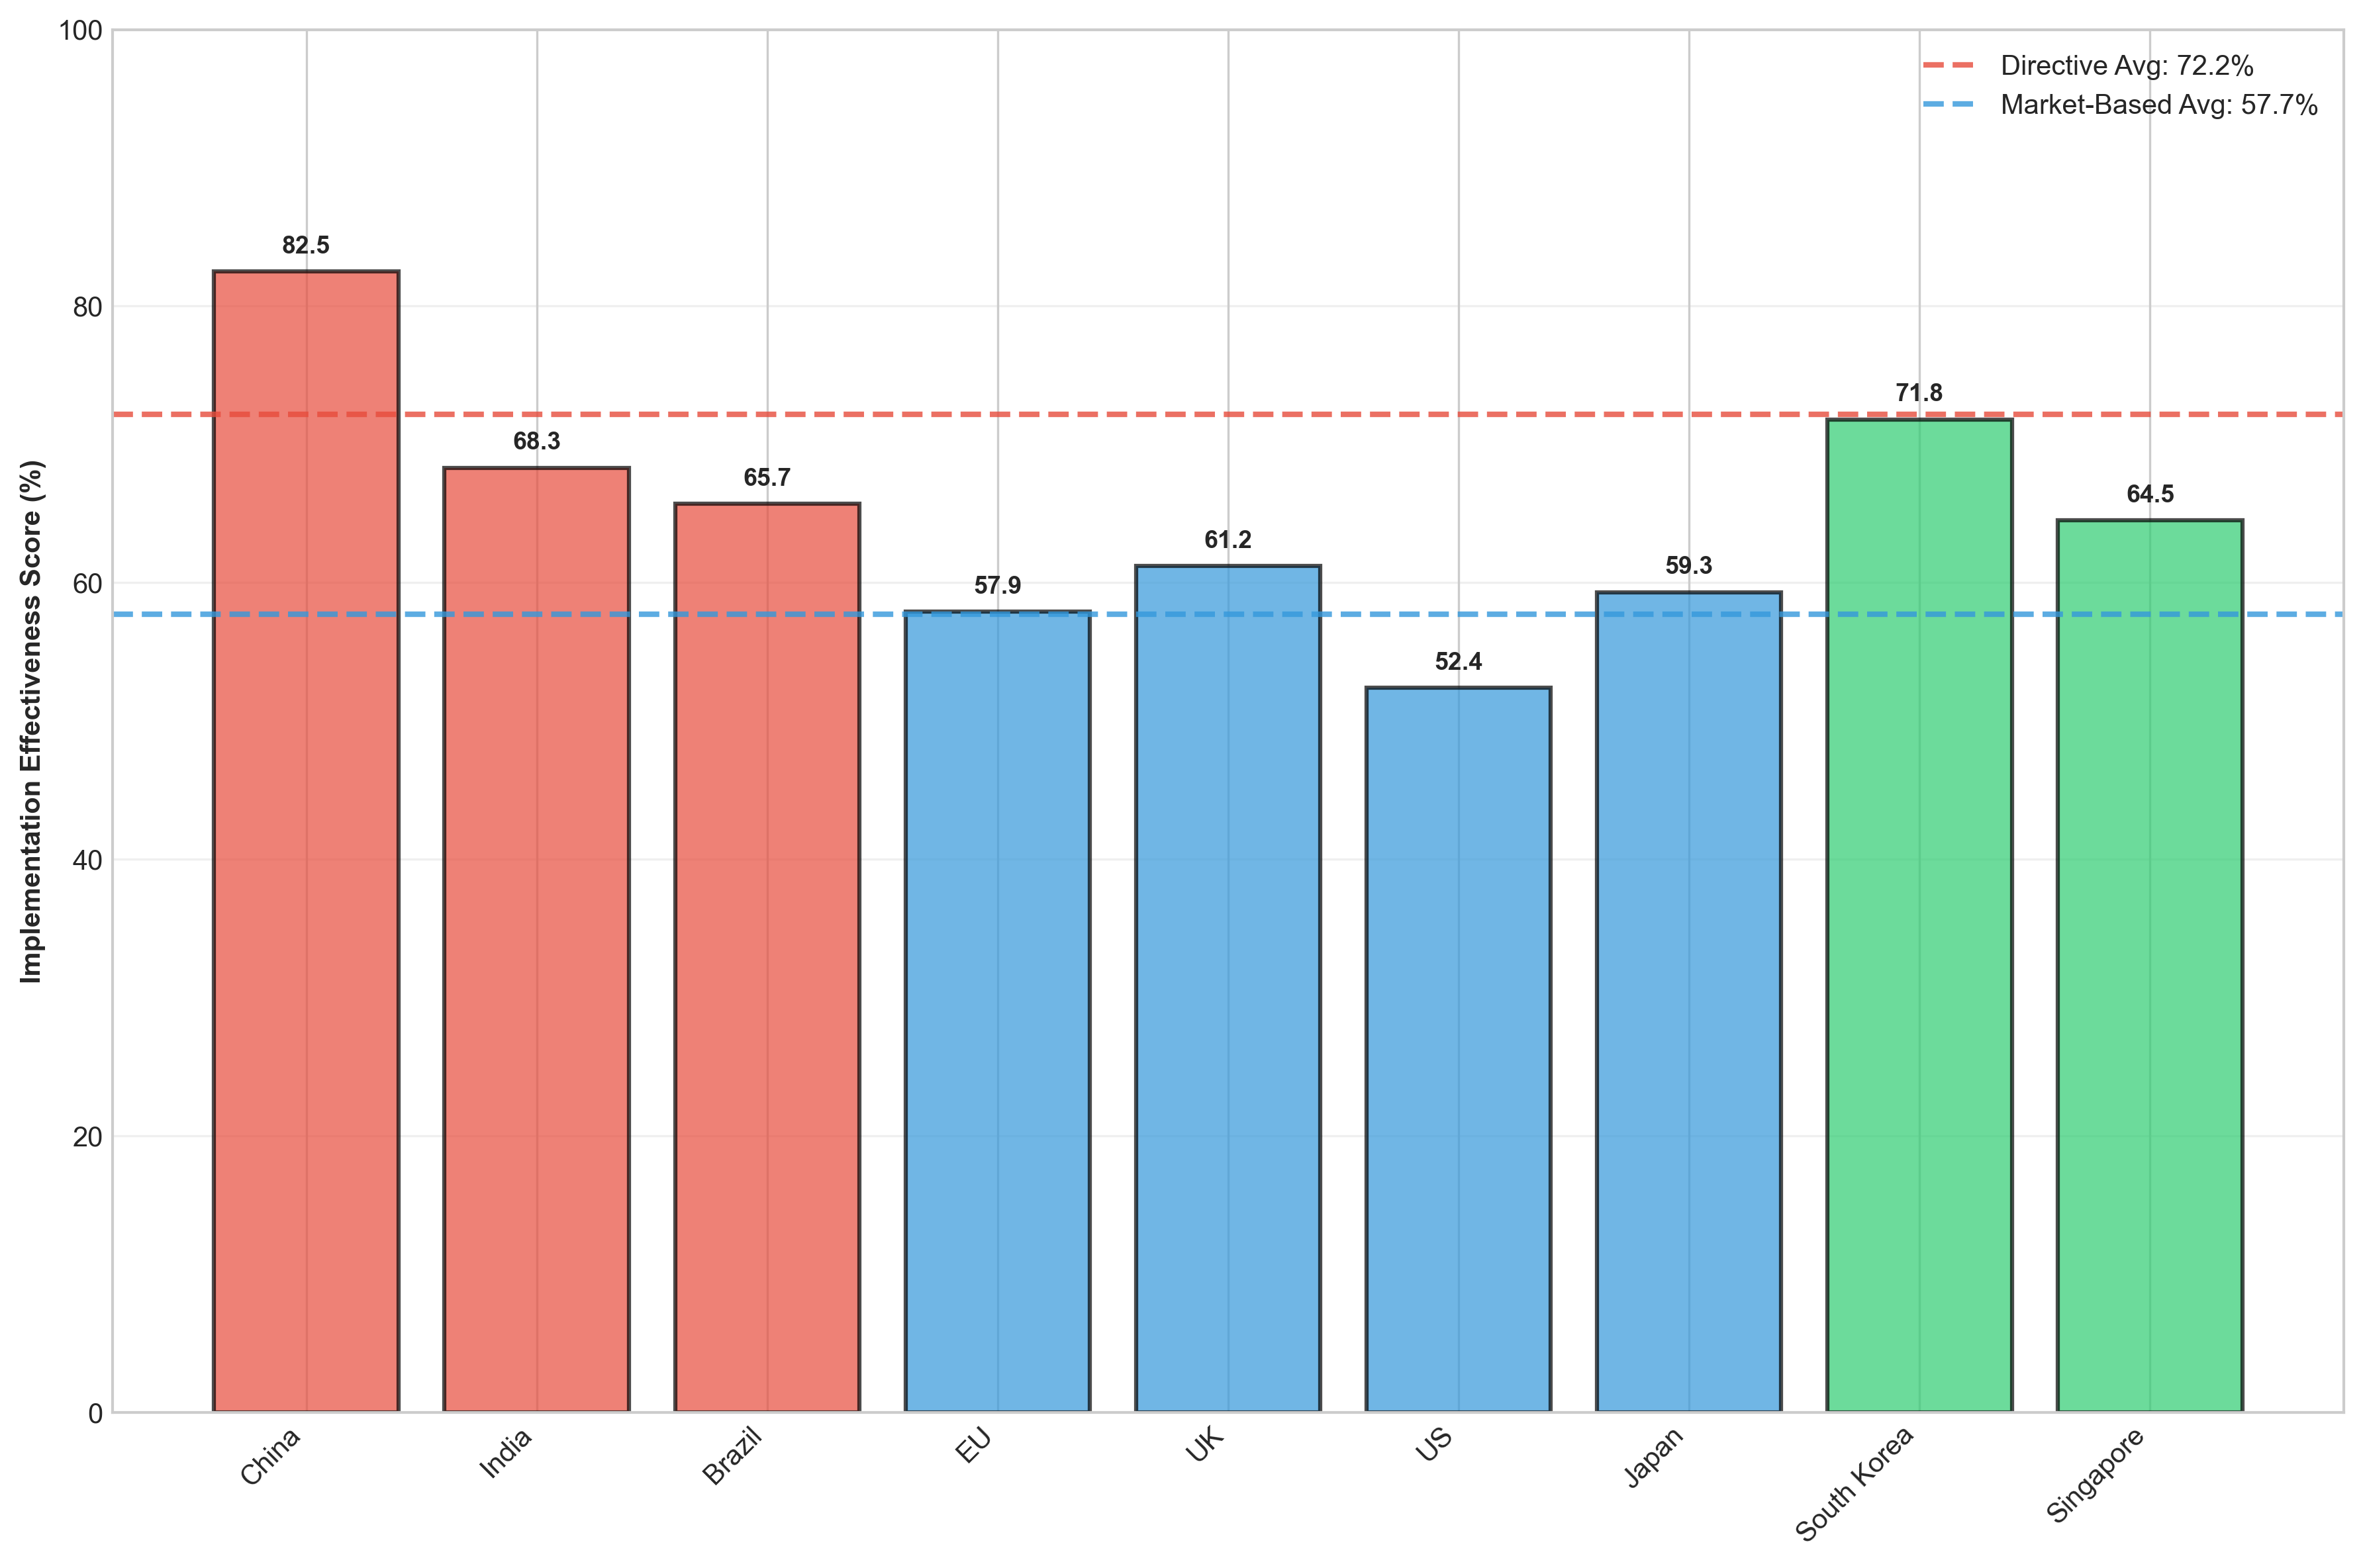 Directive Avg: 72.2%
Market-Based Avg: 57.7%
Implementation Effectiveness Score (%)
100
80
60
40
20
0
82.5
68.3
65.7
57.9
61.2
52.4
59.3
71.8
64.5
China
India
Brazil
EU
UK
US
Japan
South Korea
Singapore